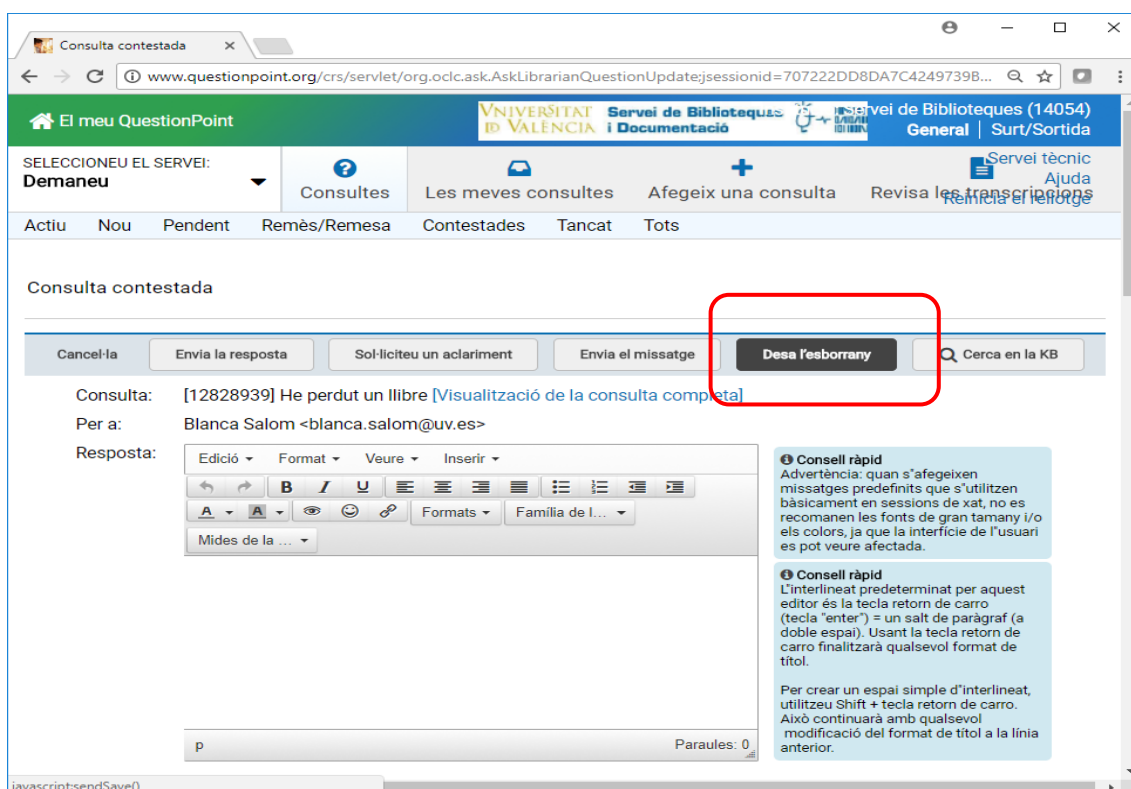 Consulta contestada
www.questionpoint.org/crs/servlet/org.oclc.ask.AskLibrarianQuestionUpdate;jsessionid=707222DD8DA7C4249739B...
El meu QuestionPoint
VNIVERSITAT ID VALÈNCIA
Servei de Biblioteques
i Documentació
Servei de Biblioteques (14054)
General | Surt/Sortida
SELECCIONEU EL SERVEI:
Demaneu
Consultes
Les meves consultes
Afegeix una consulta
Revisa les transcripcions
Servei tècnic
Ajuda
Reinicia el rellotge
Actiu Nou Pendent Remès/Remesa Contestades Tancat Tots
Consulta contestada
Cancel·la Envia la resposta Sol·liciteu un aclariment Envia el missatge Desa l'esborrany Cerca en la KB
Consulta: [12828939] He perdut un llibre [Visualització de la consulta completa]
Per a: Blanca Salom <blanca.salom@uv.es>
Resposta:
Edició Format Veure Inserir
B I U
A A Formats Família de l...
Mides de la ...
p Paraules: 0
Consell ràpid
Advertència: quan s"afegeixen
missatges predefinits que s"utilitzen
bàsicament en sessions de xat, no es
recomanen les fonts de gran tamany i/o
els colors, ja que la interfície de l"usuari
es pot veure afectada.
Consell ràpid
L"interlineat predeterminat per aquest
editor és la tecla retorn de carro
(tecla "enter") = un salt de paràgraf (a
doble espai). Usant la tecla retorn de
carro finalitzarà qualsevol format de
títol.
Per crear un espai simple d"interlineat,
utilitzeu Shift + tecla retorn de carro.
Això continuarà amb qualsevol
modificació del format de títol a la línia
anterior.
javascript:sendSave()